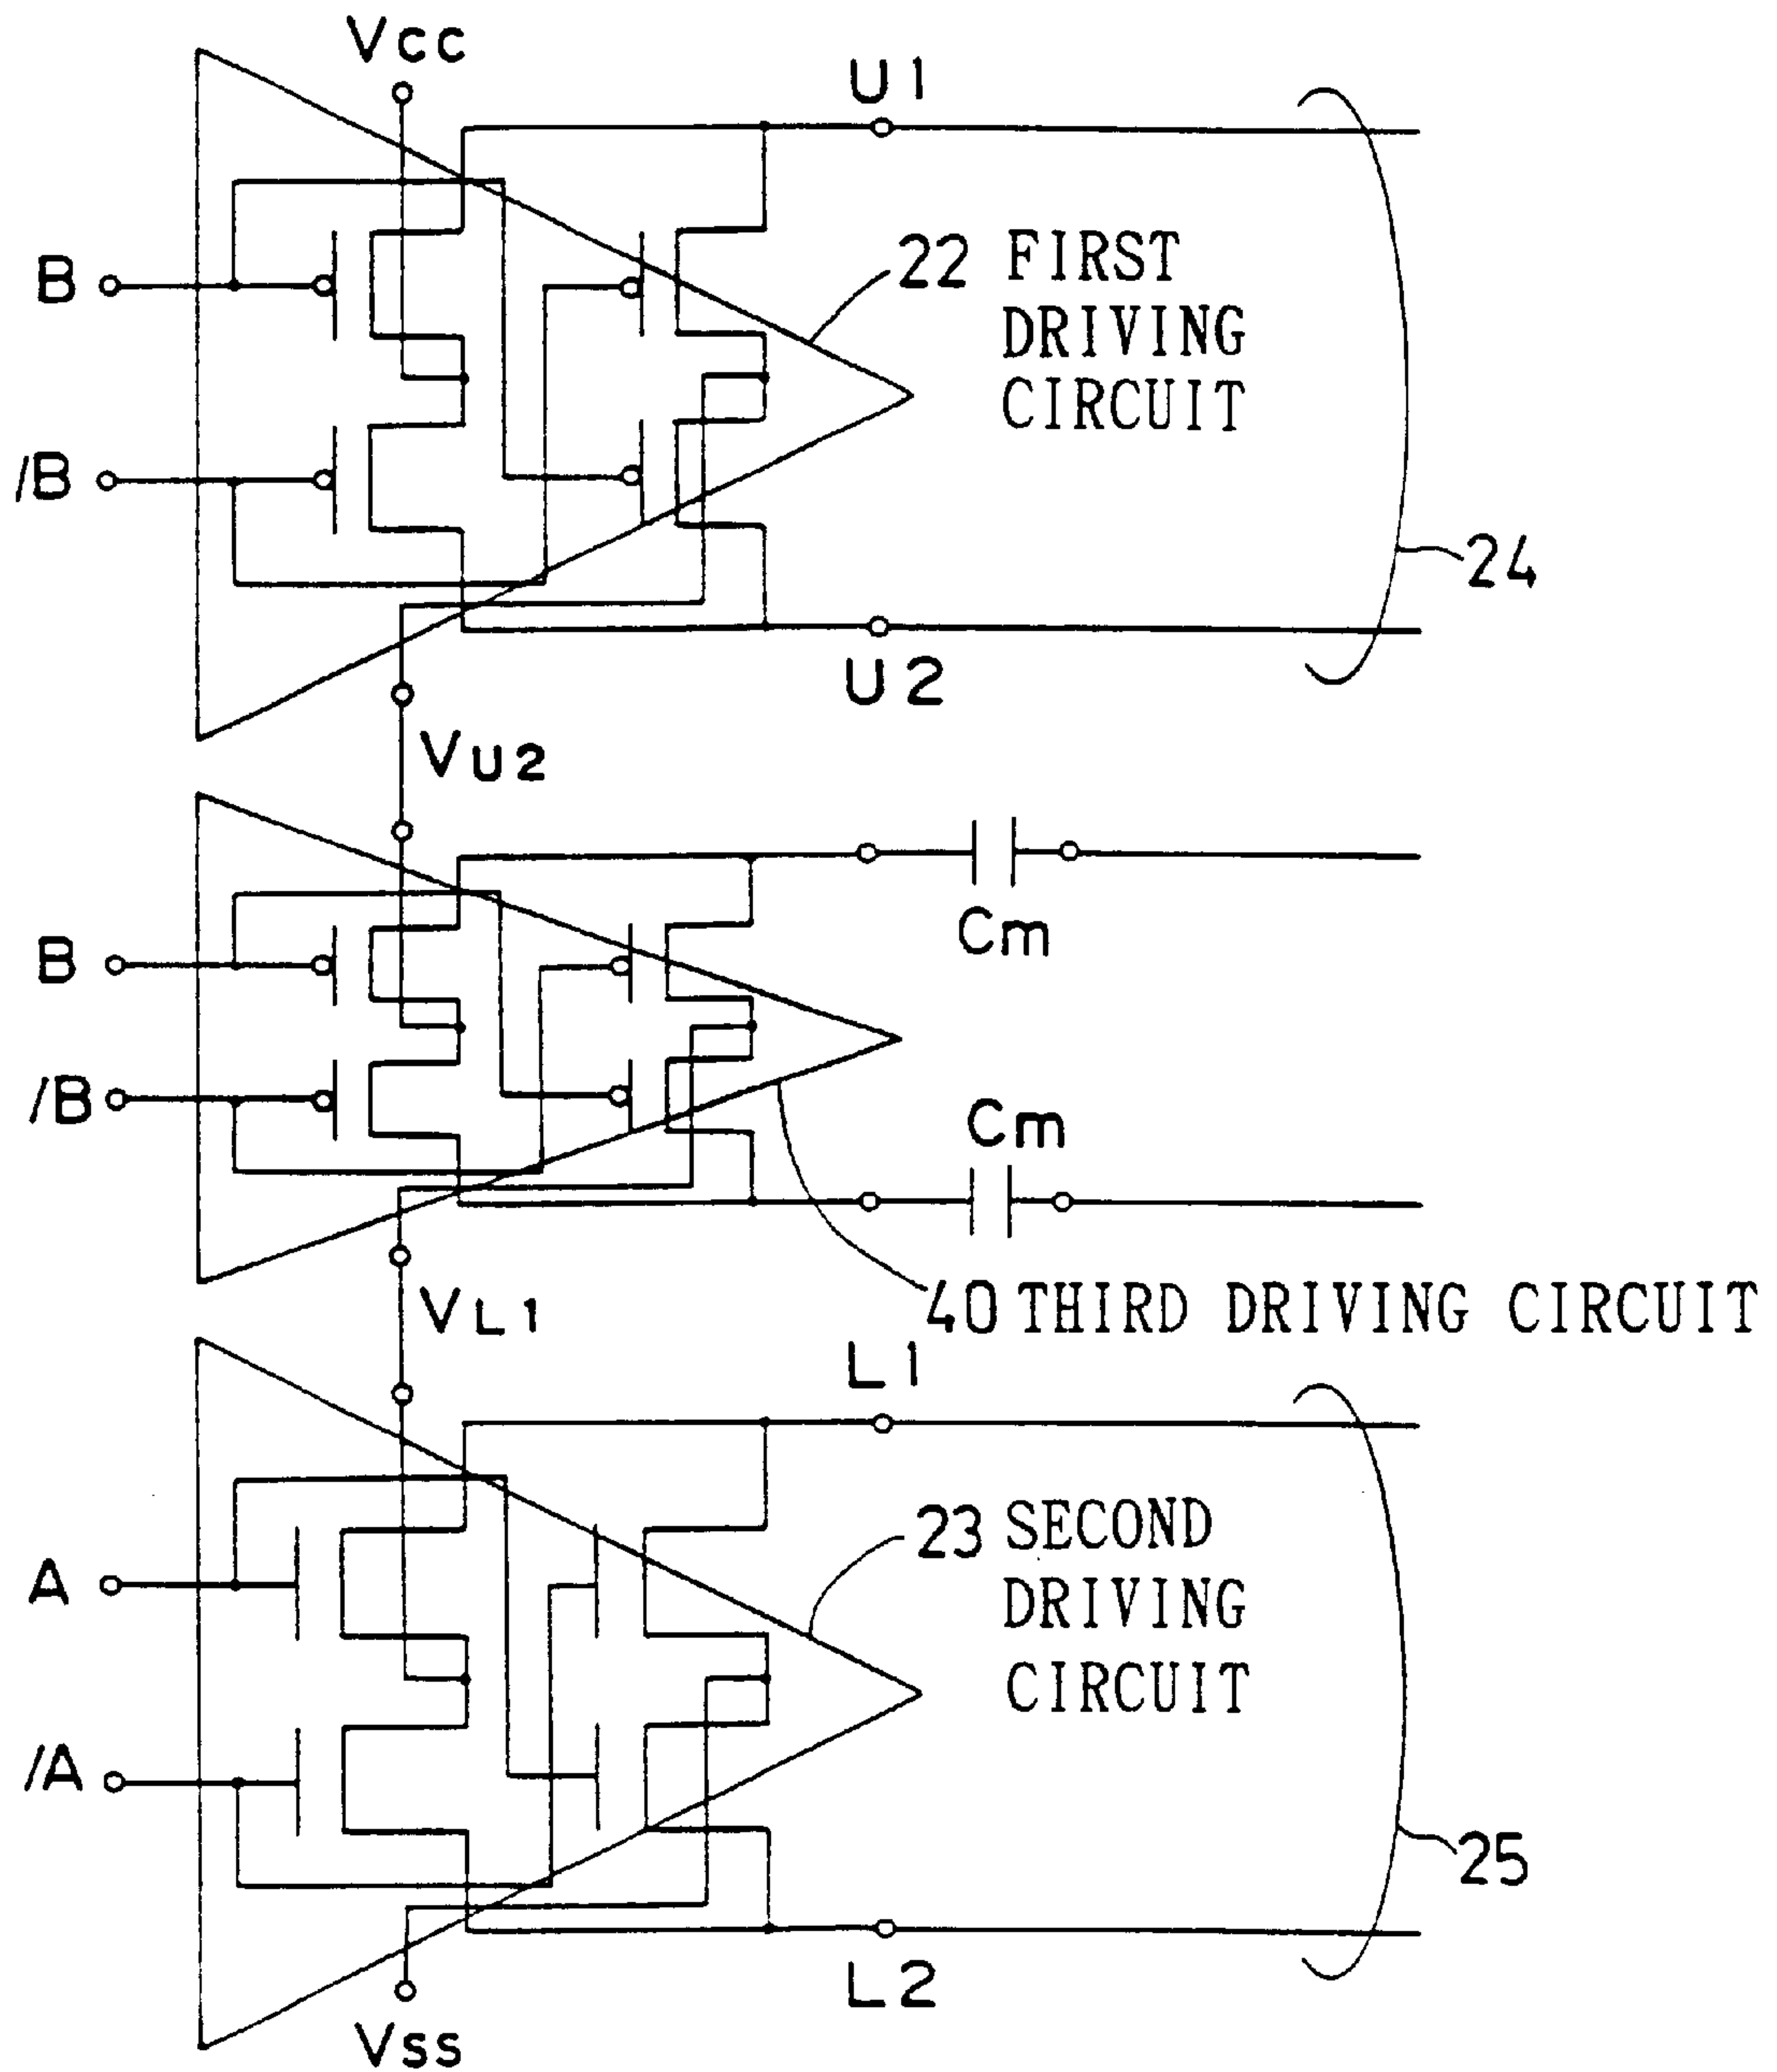 Vcc
U1
B
22 FIRST
DRIVING
CIRCUIT
/B
24
U2
VU2
B
Cm
/B
Cm
40 THIRD DRIVING CIRCUIT
VL1
L1
A
23 SECOND
DRIVING
CIRCUIT
/A
25
L2
Vss